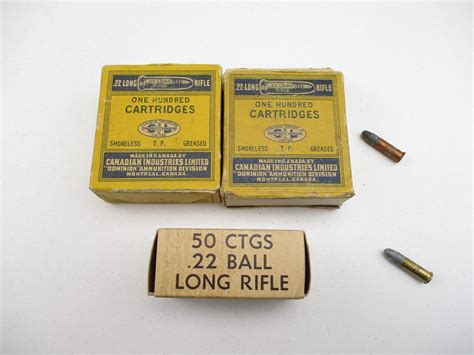 .22 LONG RIFLE
ONE HUNDRED
CARTRIDGES
SMOKELESS T. P. GREASED
MADE IN CANADA BY
CANADIAN INDUSTRIES LIMITED
"DOMINION" AMMUNITION DIVISION
MONTREAL, CANADA.
.22 LONG RIFLE
ONE HUNDRED
CARTRIDGES
SMOKELESS T. P. GREASED
MADE IN CANADA BY
CANADIAN INDUSTRIES LIMITED
"DOMINION" AMMUNITION DIVISION
MONTREAL, CANADA.
50 CTGS
.22 BALL
LONG RIFLE